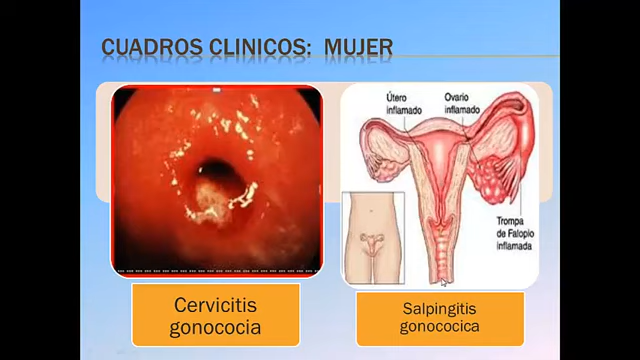 CUADROS CLINICOS: MUJER
Útero
inflamado
Ovario
inflamado
Trompa
de Falopio
inflamada
Cervicitis
gonococia
Salpingitis
gonococica